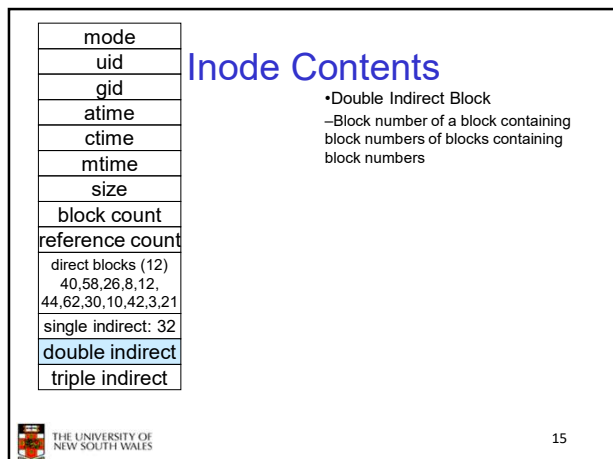 mode
uid
gid
atime
ctime
mtime
size
block count
reference count
direct blocks (12)
40,58,26,8,12,
44,62,30,10,42,3,21
single indirect: 32
double indirect
triple indirect
Inode Contents
•Double Indirect Block
–Block number of a block containing
block numbers of blocks containing
block numbers
THE UNIVERSITY OF
NEW SOUTH WALES
15